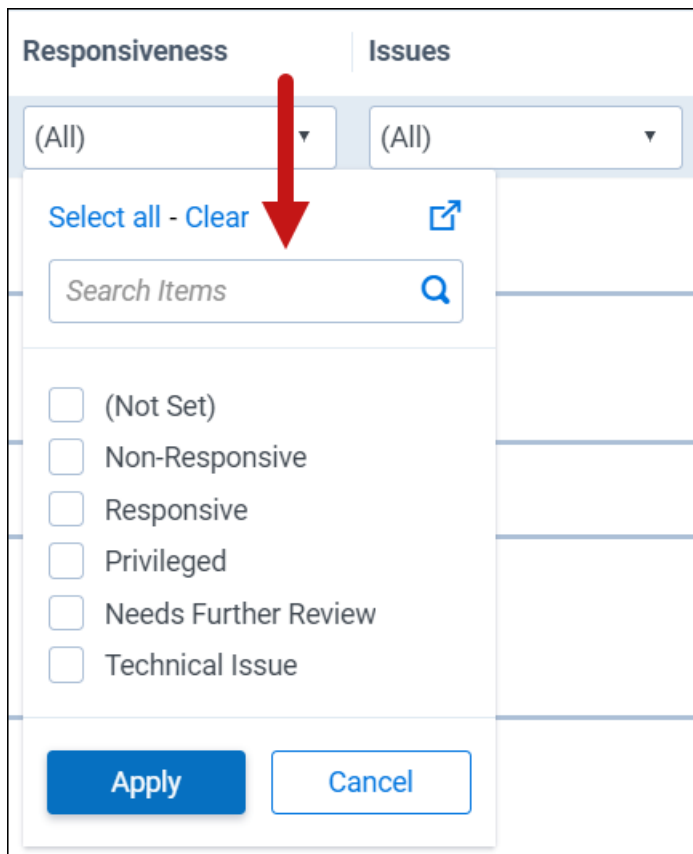 Responsiveness Issues
(All) (All)
Select all - Clear
Search Items
(Not Set)
Non-Responsive
Responsive
Privileged
Needs Further Review
Technical Issue
Apply Cancel